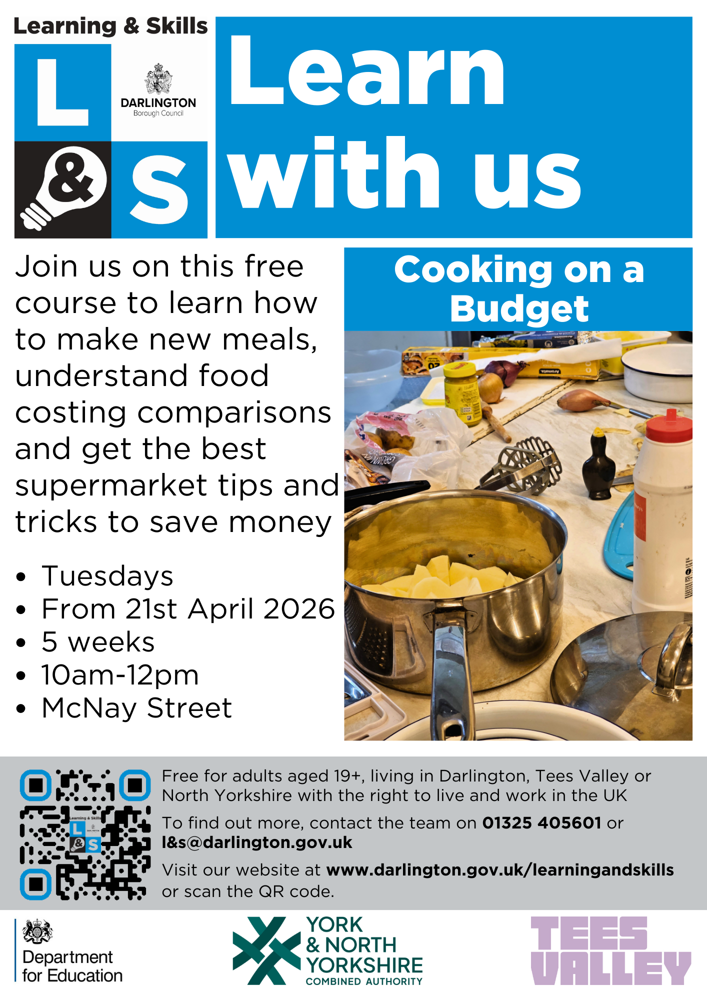 Learning & Skills
L
DARLINGTON
Borough Council
&
S
Learn
with us
Join us on this free
course to learn how
to make new meals,
understand food
costing comparisons
and get the best
supermarket tips and
tricks to save money
• Tuesdays
• From 21st April 2026
• 5 weeks
• 10am-12pm
• McNay Street
Cooking on a
Budget
20
Aromata
Free for adults aged 19+, living in Darlington, Tees Valley or
North Yorkshire with the right to live and work in the UK
To find out more, contact the team on 01325 405601 or
l&s@darlington.gov.uk
Visit our website at www.darlington.gov.uk/learningandskills
or scan the QR code.
Learning & Skills
L
& S
Department
for Education
YORK
& NORTH
YORKSHIRE
COMBINED AUTHORITY
TEES
VALLEY